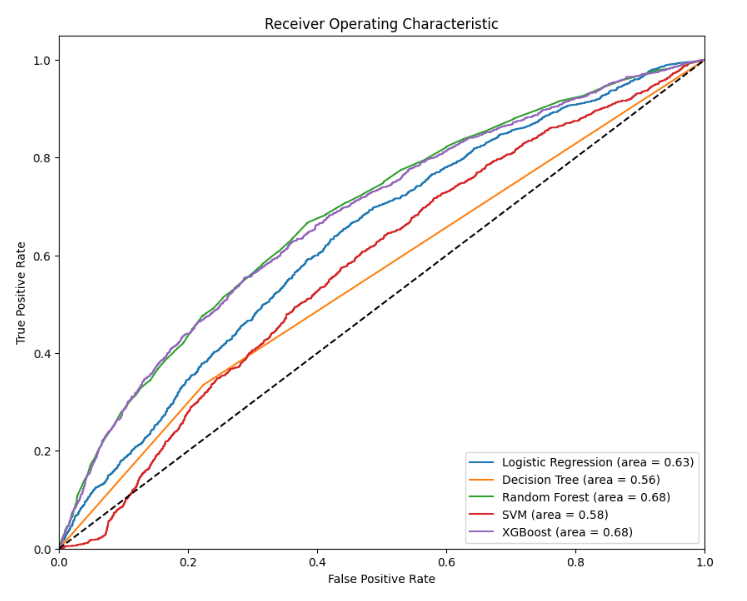 Receiver Operating Characteristic
1.0
0.8
0.6
0.4
0.2
0.0
True Positive Rate
Logistic Regression (area = 0.63)
Decision Tree (area = 0.56)
Random Forest (area = 0.68)
SVM (area = 0.58)
XGBoost (area = 0.68)
0.0 0.2 0.4 0.6 0.8 1.0
False Positive Rate